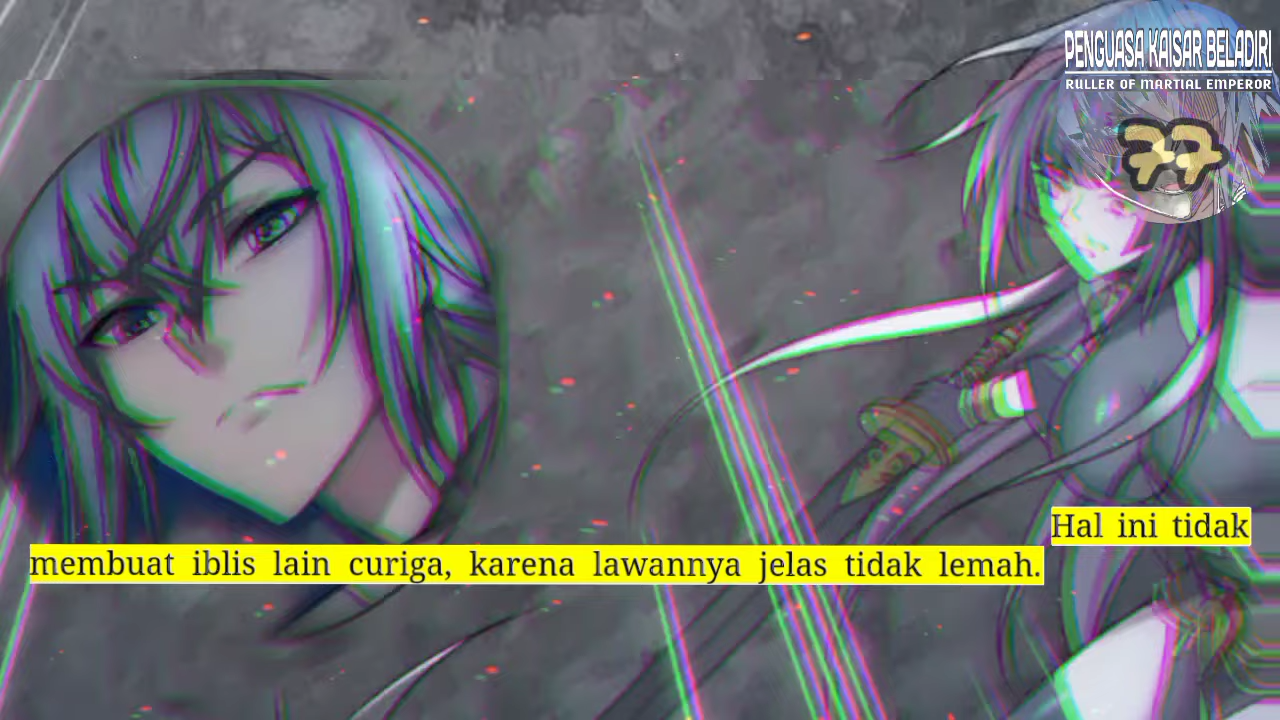 PENGUASA KAISAR BELADIRI
RULLER OF MARTIAL EMPEROR
77
Hal ini tidak
membuat iblis lain curiga, karena lawannya jelas tidak lemah.